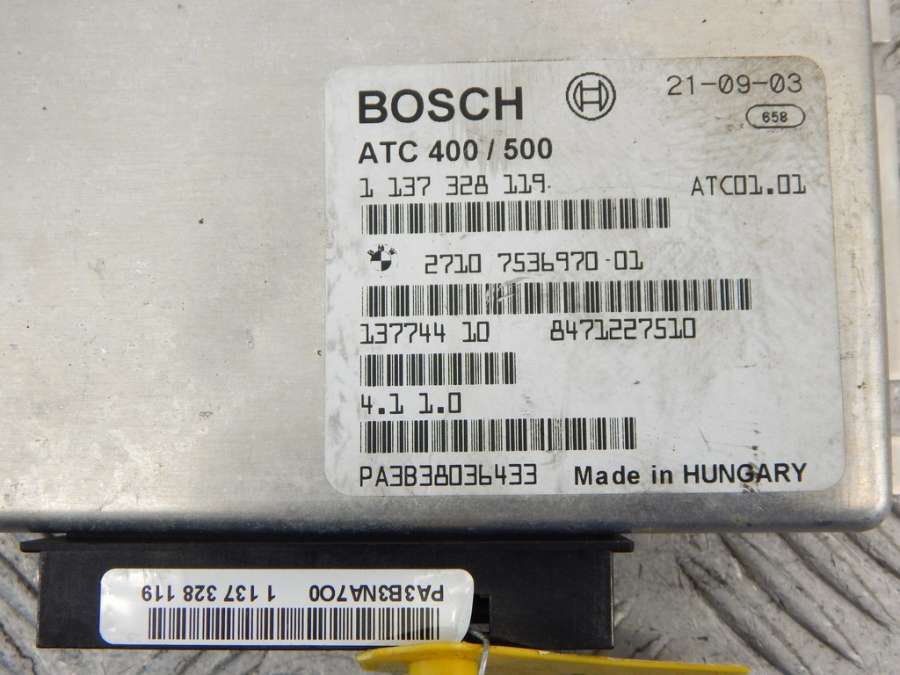 BOSCH 21-09-03
658
ATC 400 / 500
1 137 328 119 ATC01.01
2710 7536970-01
137744 10 8471227510
4.1 1.0
PA3B38036433 Made in HUNGARY
1 137 328 119 PA3B3NA700